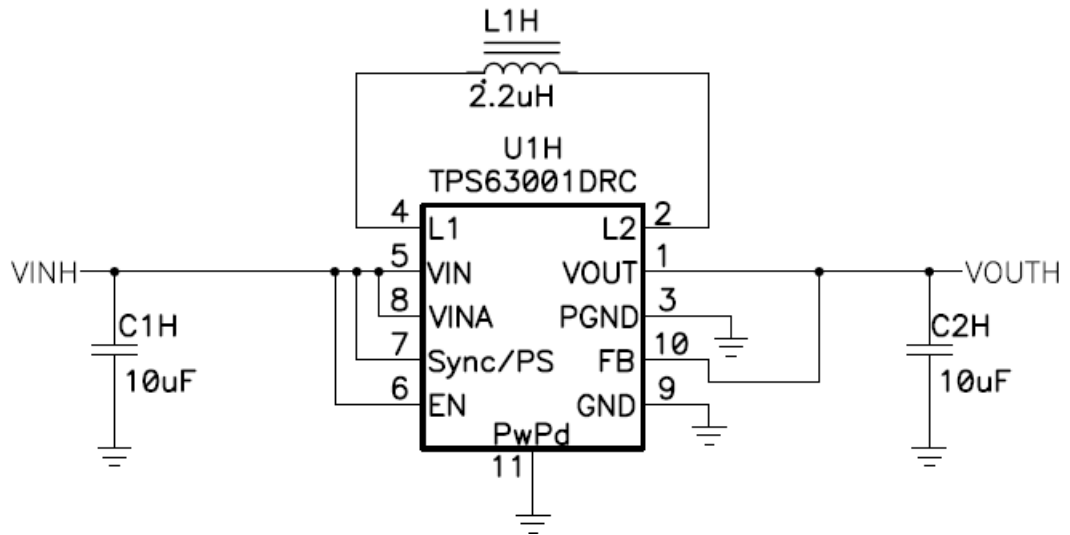 L1H
2.2uH
U1H
TPS63001DRC
4 L1 L2 2
VINH 5 VIN VOUT 1 VOUTH
8 VINA PGND 3
C1H C2H
7 Sync/PS FB 10
10uF 10uF
6 EN GND 9
PwPd
11